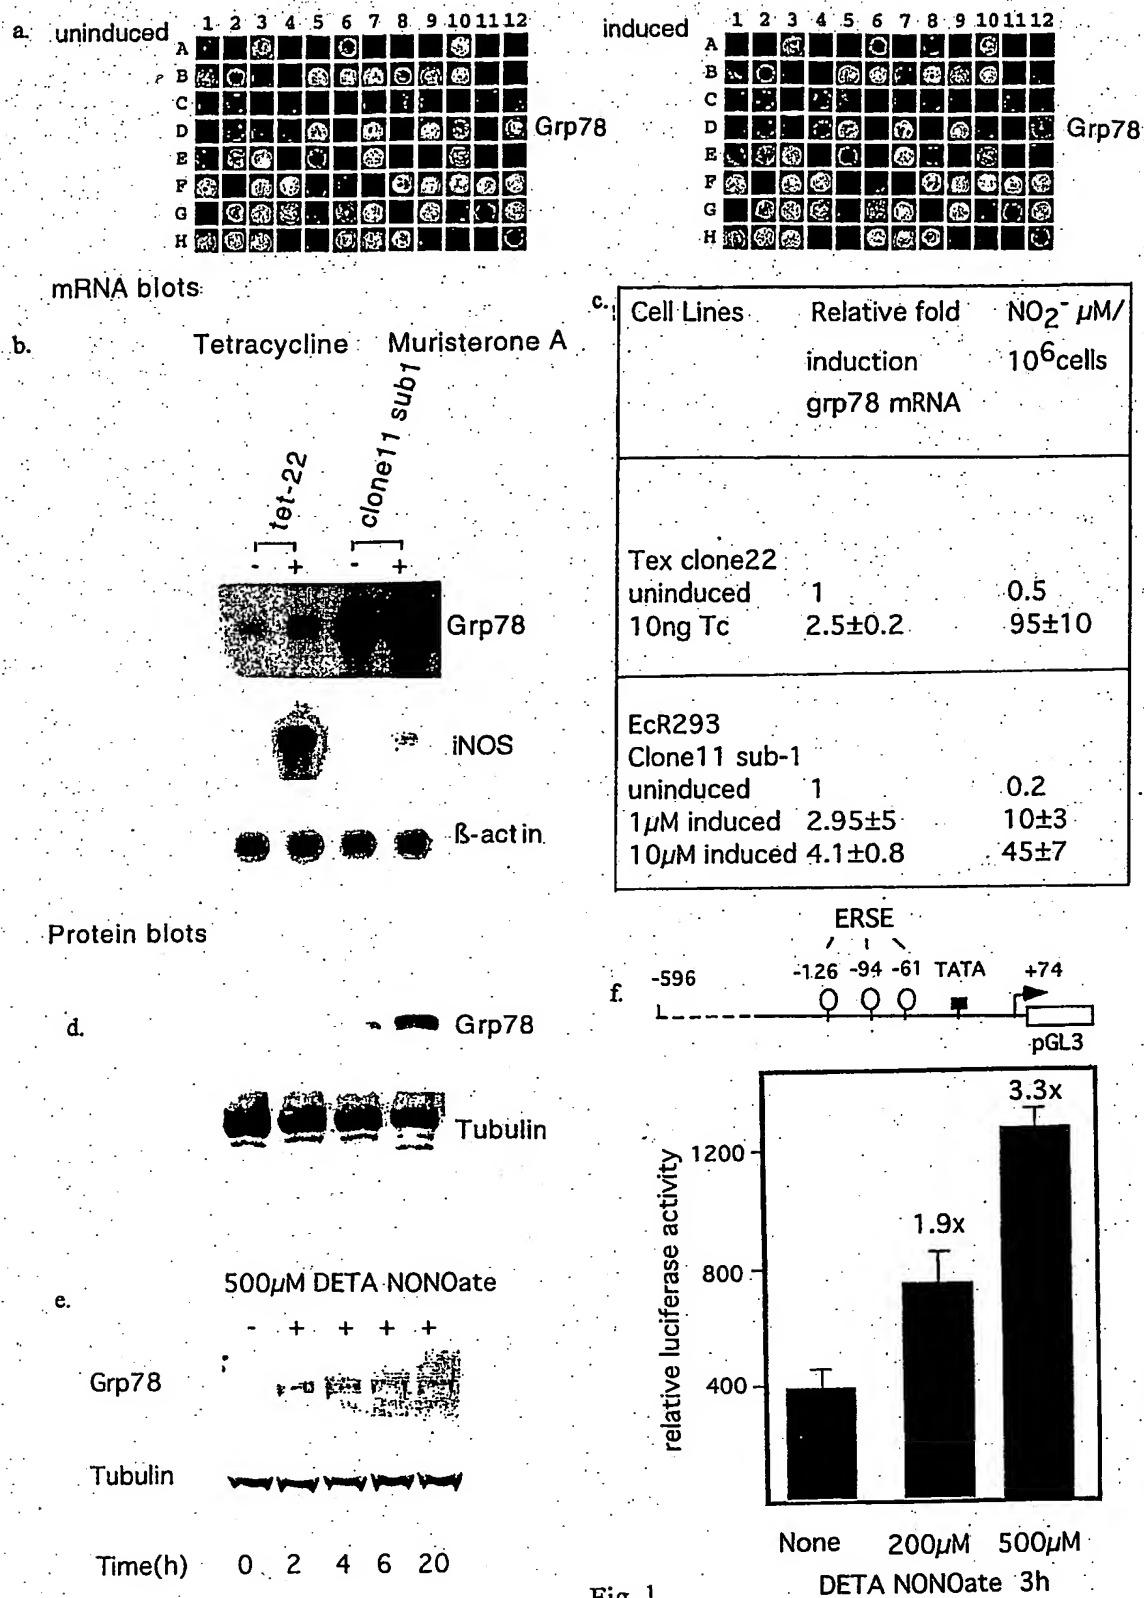 a. uninduced 1 2 3 4 5 6 7 8 9 10 11 12
A
B
C
D Grp78
E
F
G
H
induced 1 2 3 4 5 6 7 8 9 10 11 12
A
B
C
D Grp78
E
F
G
H
mRNA blots
b.
Tetracycline Muristerone A
tet-22 clone11 sub1
- + - +
Grp78
iNOS
ß-actin
c.
Cell Lines Relative fold NO2- µM/
induction 10^6cells
grp78 mRNA
Tex clone22
uninduced 1 0.5
10ng Tc 2.5±0.2 95±10
EcR293
Clone11 sub-1
uninduced 1 0.2
1µM induced 2.95±5 10±3
10µM induced 4.1±0.8 45±7
Protein blots
d.
Grp78
Tubulin
e.
500µM DETA NONOate
- + + + +
Grp78
Tubulin
Time(h) 0 2 4 6 20
f.
ERSE
-596 -126 -94 -61 TATA +74
pGL3
relative luciferase activity
1200
800
400
1.9x
3.3x
None 200µM 500µM
DETA NONOate 3h
Fig. 1